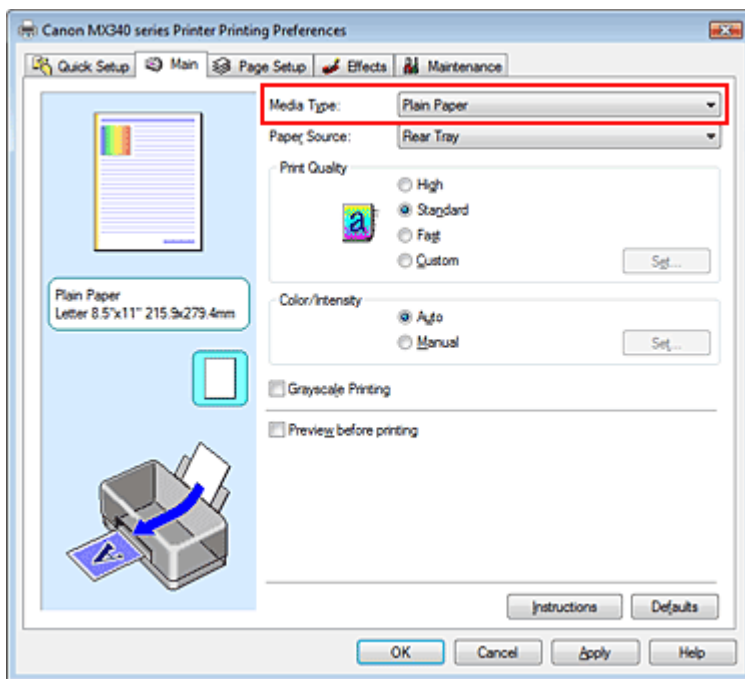 Canon MX340 series Printer Printing Preferences
Quick Setup Main Page Setup Effects Maintenance
Media Type: Plain Paper
Paper Source: Rear Tray
Print Quality
High
Standard
Fast
Custom Set...
Plain Paper
Letter 8.5"x11" 215.9x279.4mm
Color/Intensity
Auto
Manual Set...
Grayscale Printing
Preview before printing
Instructions Defaults
OK Cancel Apply Help